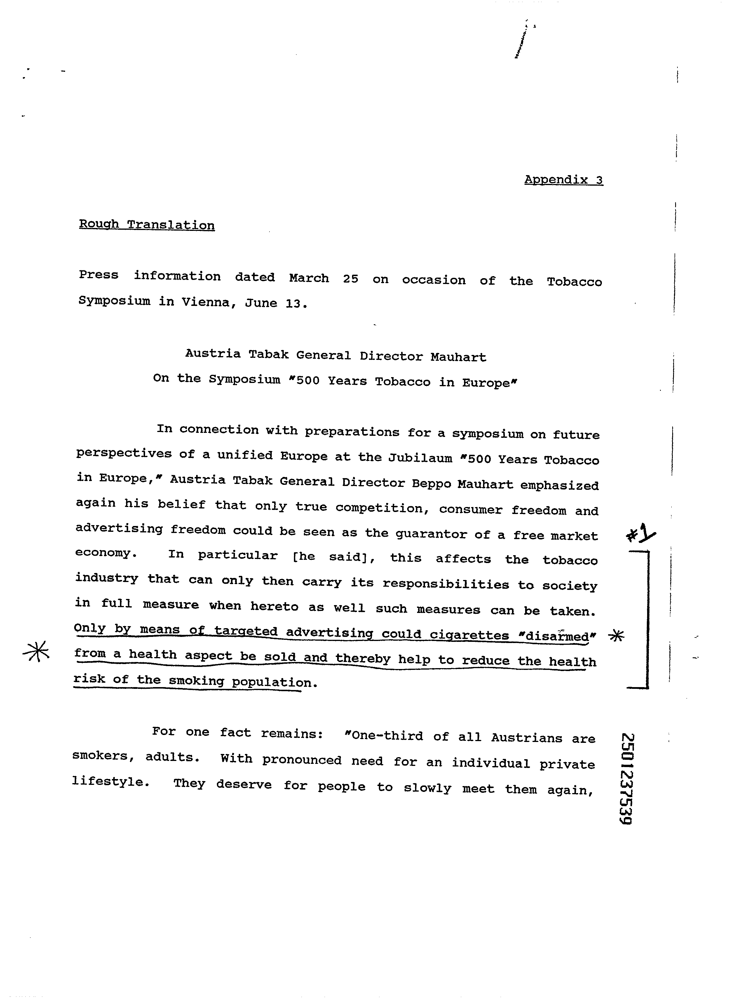 Appendix 3
Rough Translation
Press information dated March 25 on occasion of the Tobacco
Symposium in Vienna, June 13.
Austria Tabak General Director Mauhart
On the Symposium "500 Years Tobacco in Europe"
In connection with preparations for a symposium on future
perspectives of a unified Europe at the Jubilaum "500 Years Tobacco
in Europe," Austria Tabak General Director Beppo Mauhart emphasized
again his belief that only true competition, consumer freedom and
advertising freedom could be seen as the guarantor of a free market
economy. In particular [he said], this affects the tobacco
industry that can only then carry its responsibilities to society
in full measure when hereto as well such measures can be taken.
Only by means of targeted advertising could cigarettes "disarmed"
from a health aspect be sold and thereby help to reduce the health
risk of the smoking population.
#1
*
*
For one fact remains: "One-third of all Austrians are
smokers, adults. With pronounced need for an individual private
lifestyle. They deserve for people to slowly meet them again,
2501237539